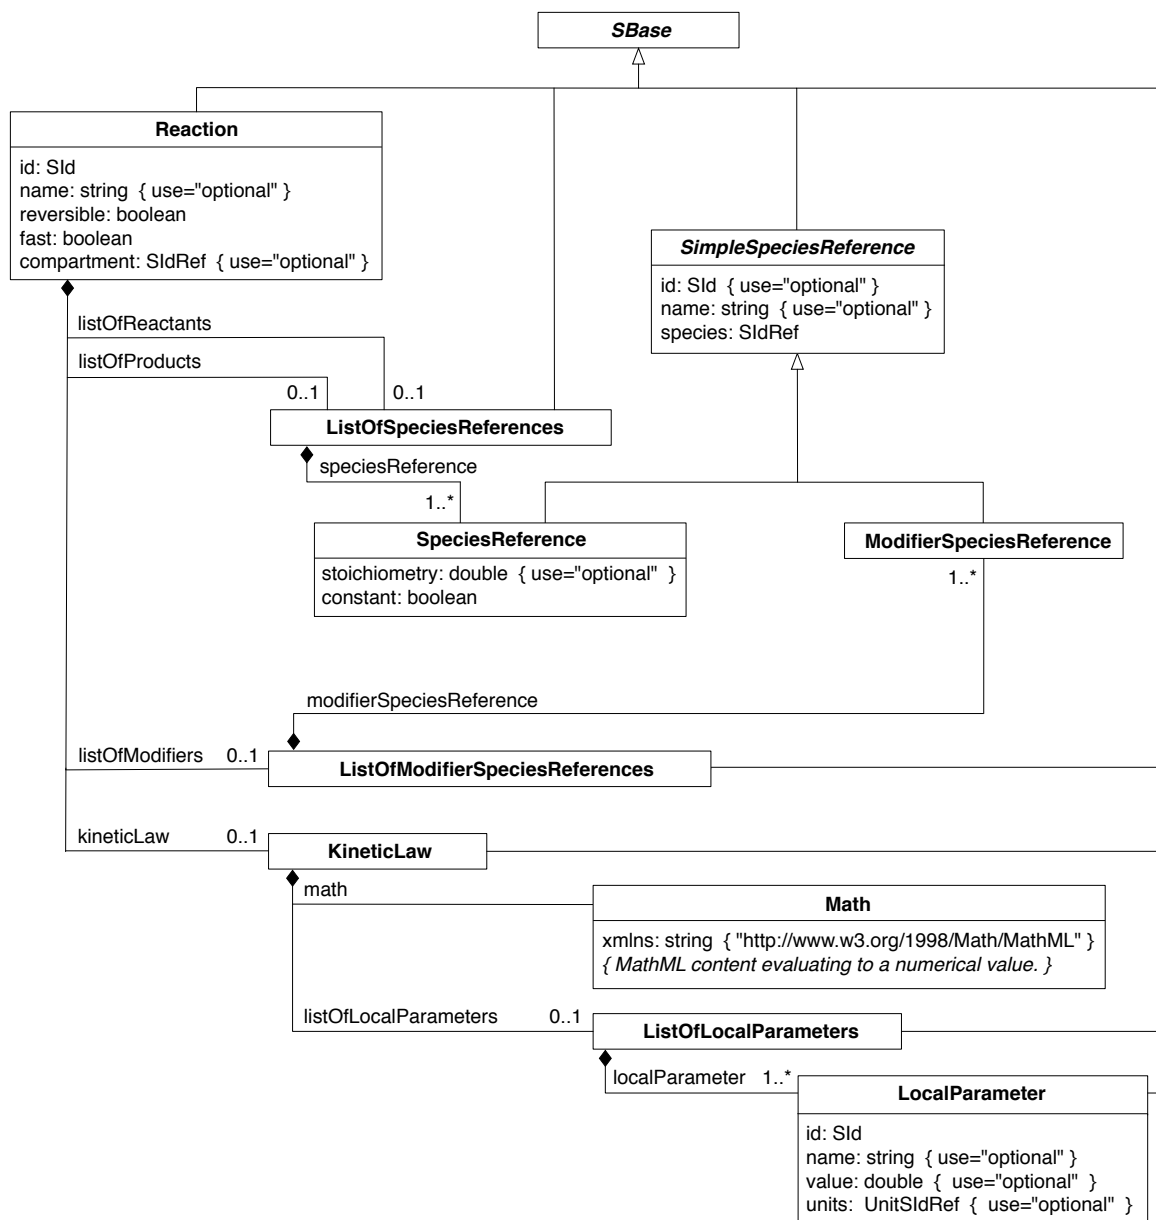 SBase
Reaction
id: SId
name: string { use="optional" }
reversible: boolean
fast: boolean
compartment: SIdRef { use="optional" }
SimpleSpeciesReference
id: SId { use="optional" }
name: string { use="optional" }
species: SIdRef
listOfReactants
listOfProducts
0..1
0..1
ListOfSpeciesReferences
speciesReference
1..*
SpeciesReference
stoichiometry: double { use="optional" }
constant: boolean
ModifierSpeciesReference
1..*
modifierSpeciesReference
listOfModifiers 0..1
ListOfModifierSpeciesReferences
kineticLaw 0..1
KineticLaw
math
Math
xmlns: string { "http://www.w3.org/1998/Math/MathML" }
{ MathML content evaluating to a numerical value. }
listOfLocalParameters 0..1
ListOfLocalParameters
localParameter 1..*
LocalParameter
id: SId
name: string { use="optional" }
value: double { use="optional" }
units: UnitSIdRef { use="optional" }